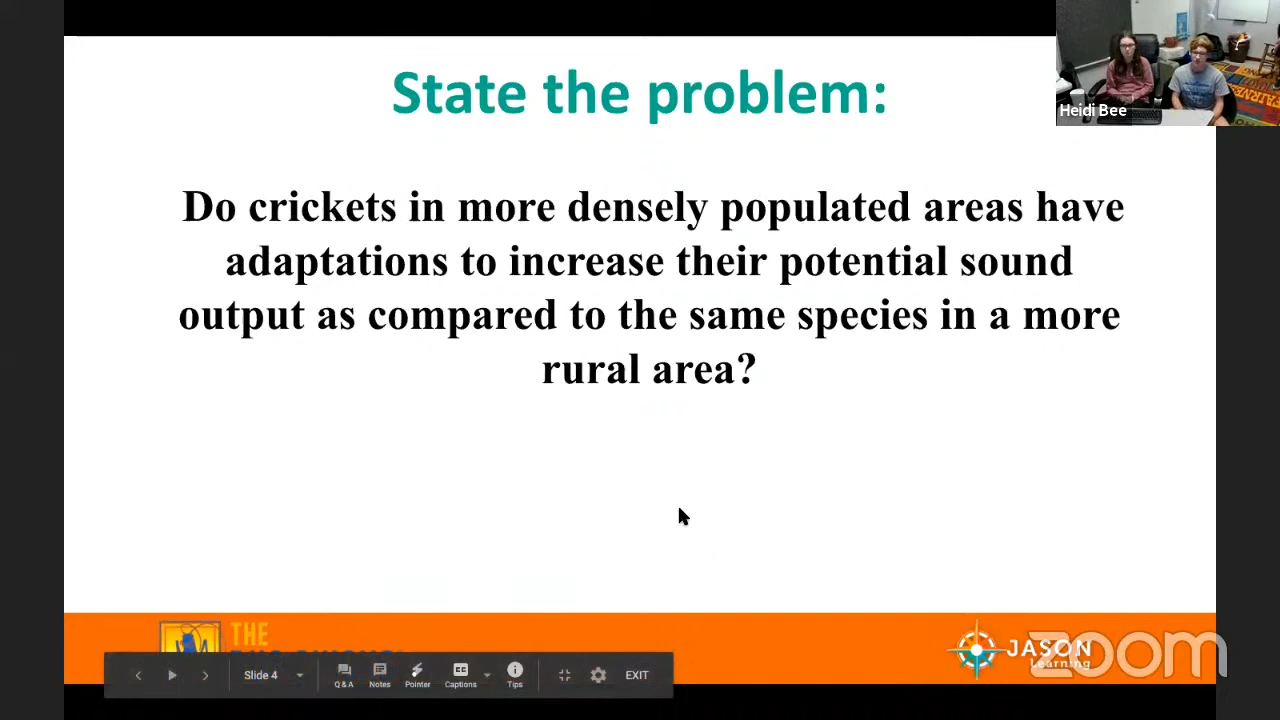 State the problem:
Heidi Bee
Do crickets in more densely populated areas have
adaptations to increase their potential sound
output as compared to the same species in a more
rural area?
THE
JASON
Learning
zoom
Slide 4
Q&A
Notes
Pointer
Captions
Tips
EXIT